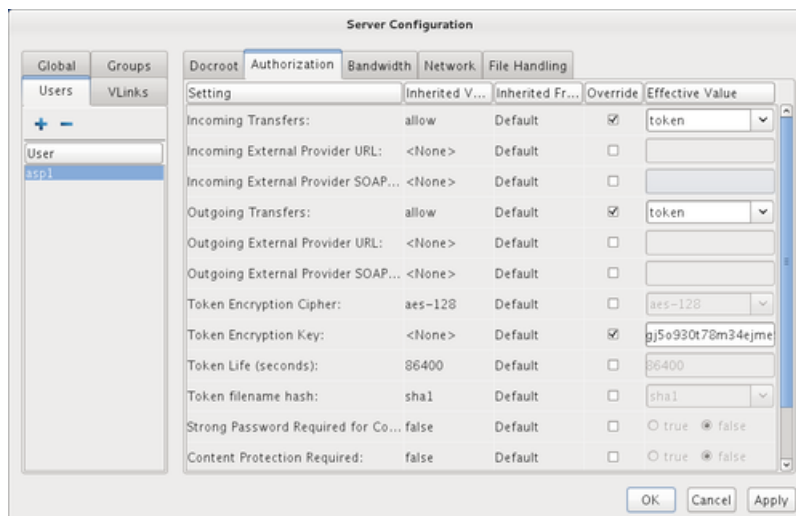 Server Configuration
Global Groups
Users VLinks
User
asp1
Docroot Authorization Bandwidth Network File Handling
Setting Inherited V... Inherited Fr... Override Effective Value
Incoming Transfers: allow Default token
Incoming External Provider URL: <None> Default
Incoming External Provider SOAP... <None> Default
Outgoing Transfers: allow Default token
Outgoing External Provider URL: <None> Default
Outgoing External Provider SOAP... <None> Default
Token Encryption Cipher: aes-128 Default aes-128
Token Encryption Key: <None> Default gj5o930t78m34ejme
Token Life (seconds): 86400 Default 86400
Token filename hash: sha1 Default sha1
Strong Password Required for Co... false Default true false
Content Protection Required: false Default true false
OK Cancel Apply